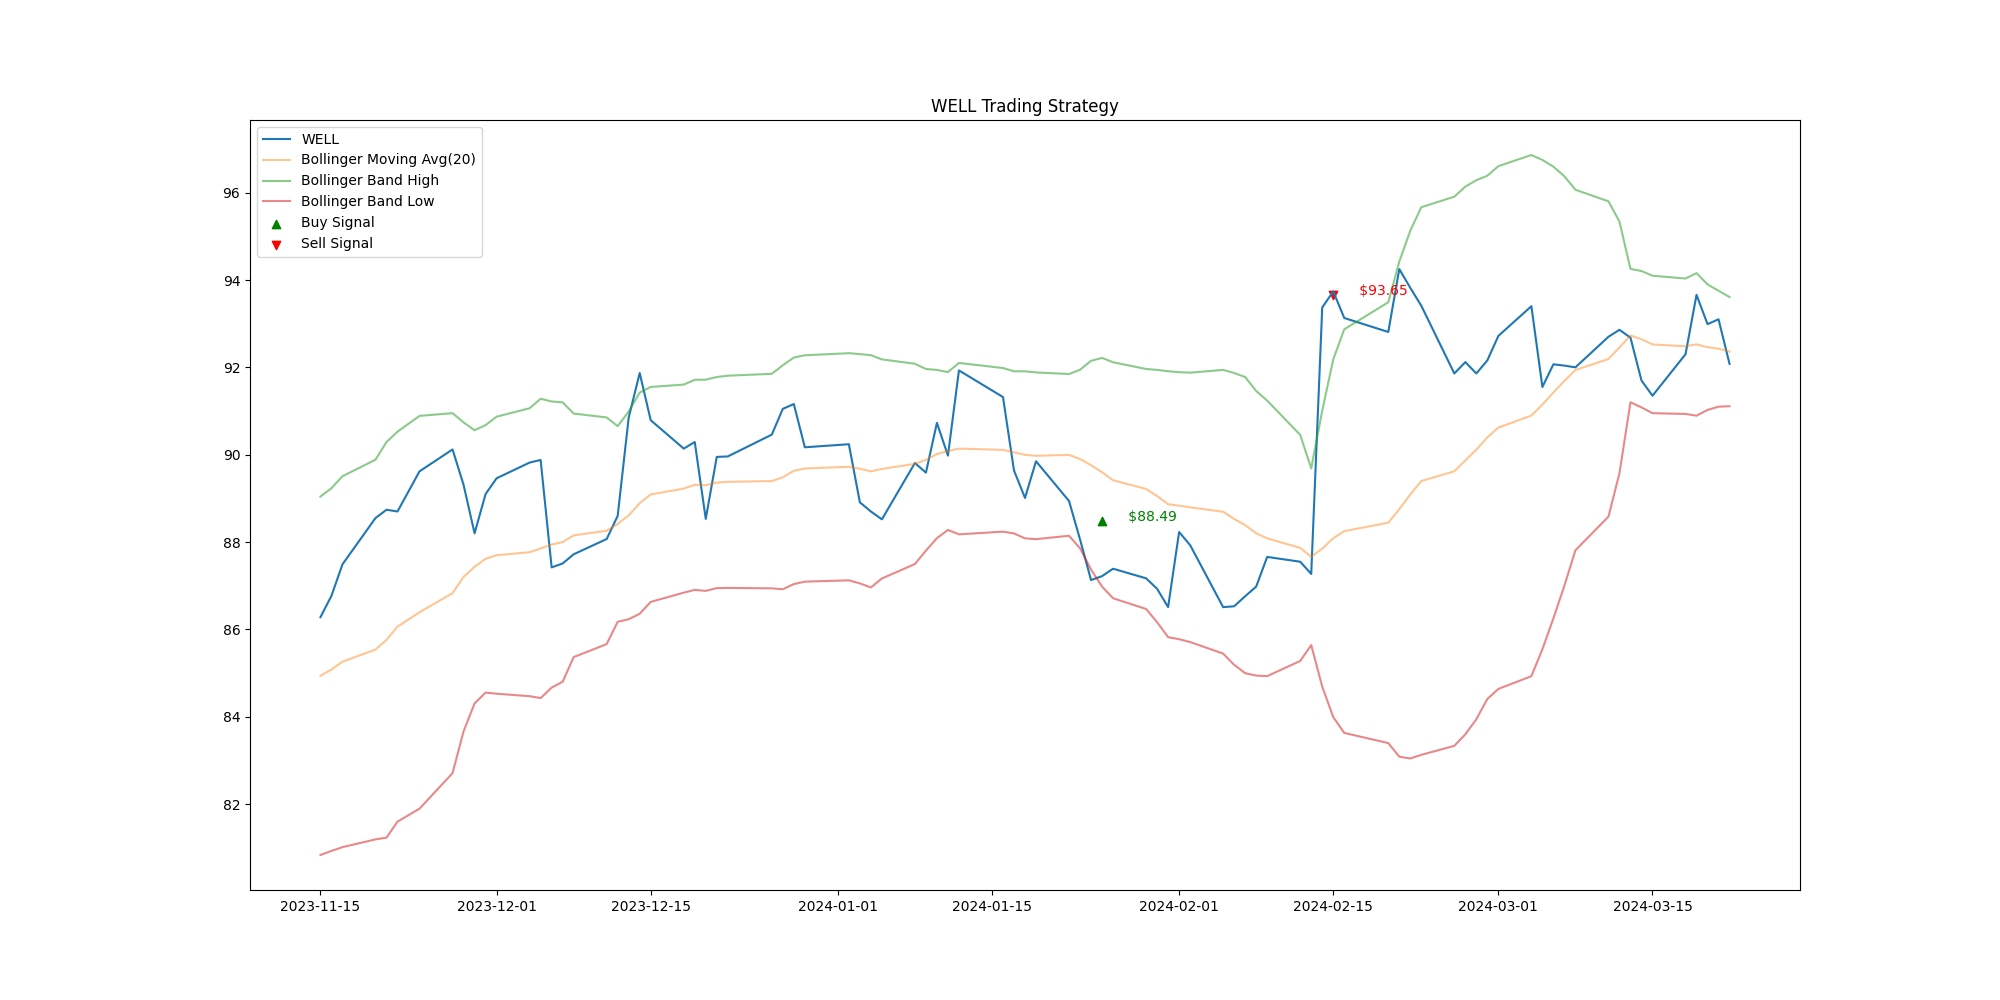 WELL Trading Strategy
WELL
Bollinger Moving Avg(20)
Bollinger Band High
Bollinger Band Low
Buy Signal
Sell Signal
96
94
92
90
88
86
84
82
$93.65
$88.49
2023-11-15
2023-12-01
2023-12-15
2024-01-01
2024-01-15
2024-02-01
2024-02-15
2024-03-01
2024-03-15